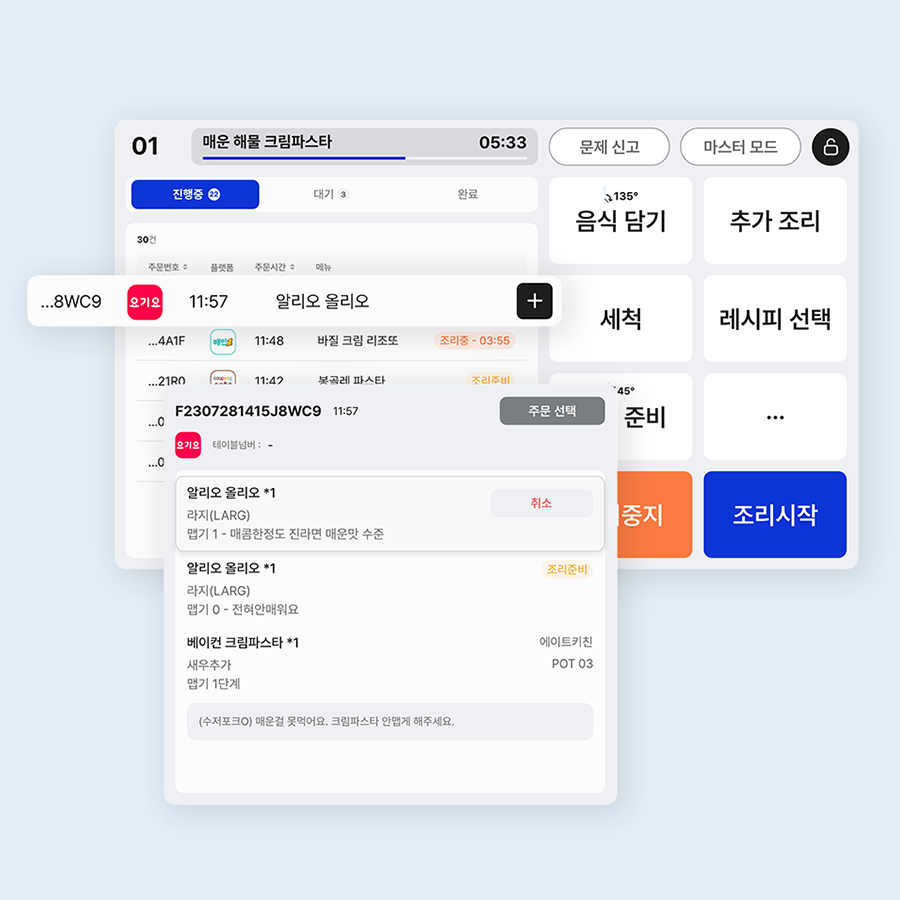 01
매운 해물 크림파스타
05:33
문제 신고
마스터 모드
진행중 22
대기 3
완료
135°
음식 담기
추가 조리
30건
주문번호
플랫폼
주문시간
메뉴
...8WC9
요기요
11:57
알리오 올리오
+
세척
레시피 선택
...4A1F
배민
11:48
바질 크림 리조또
조리중 - 03:55
...21R0
coupang
11:42
봉골레 파스타
조리준비
45°
준비
...
...0
...0
중지
조리시작
F2307281415J8WC9
11:57
주문 선택
요기요
테이블넘버 : -
알리오 올리오 *1
취소
라지(LARG)
맵기 1 - 매콤한정도 진라면 매운맛 수준
알리오 올리오 *1
조리준비
라지(LARG)
맵기 0 - 전혀안매워요
베이컨 크림파스타 *1
에이트키친
새우추가
POT 03
맵기 1단계
(수저포크O) 매운걸 못먹어요. 크림파스타 안맵게 해주세요.